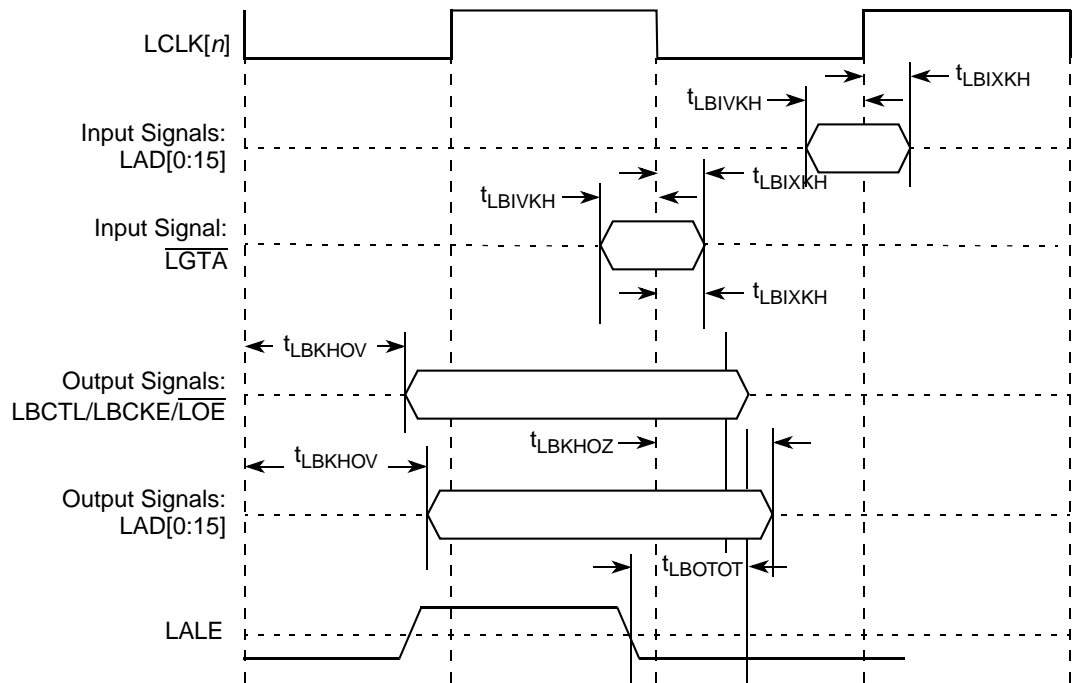 LCLK[n]
tLBIVKH
tLBIXKH
Input Signals:
LAD[0:15]
tLBIVKH
tLBIXKH
Input Signal:
LGTA
tLBIXKH
tLBKHOV
Output Signals:
LBCTL/LBCKE/LOE
tLBKHOZ
tLBKHOV
Output Signals:
LAD[0:15]
tLBOTOT
LALE